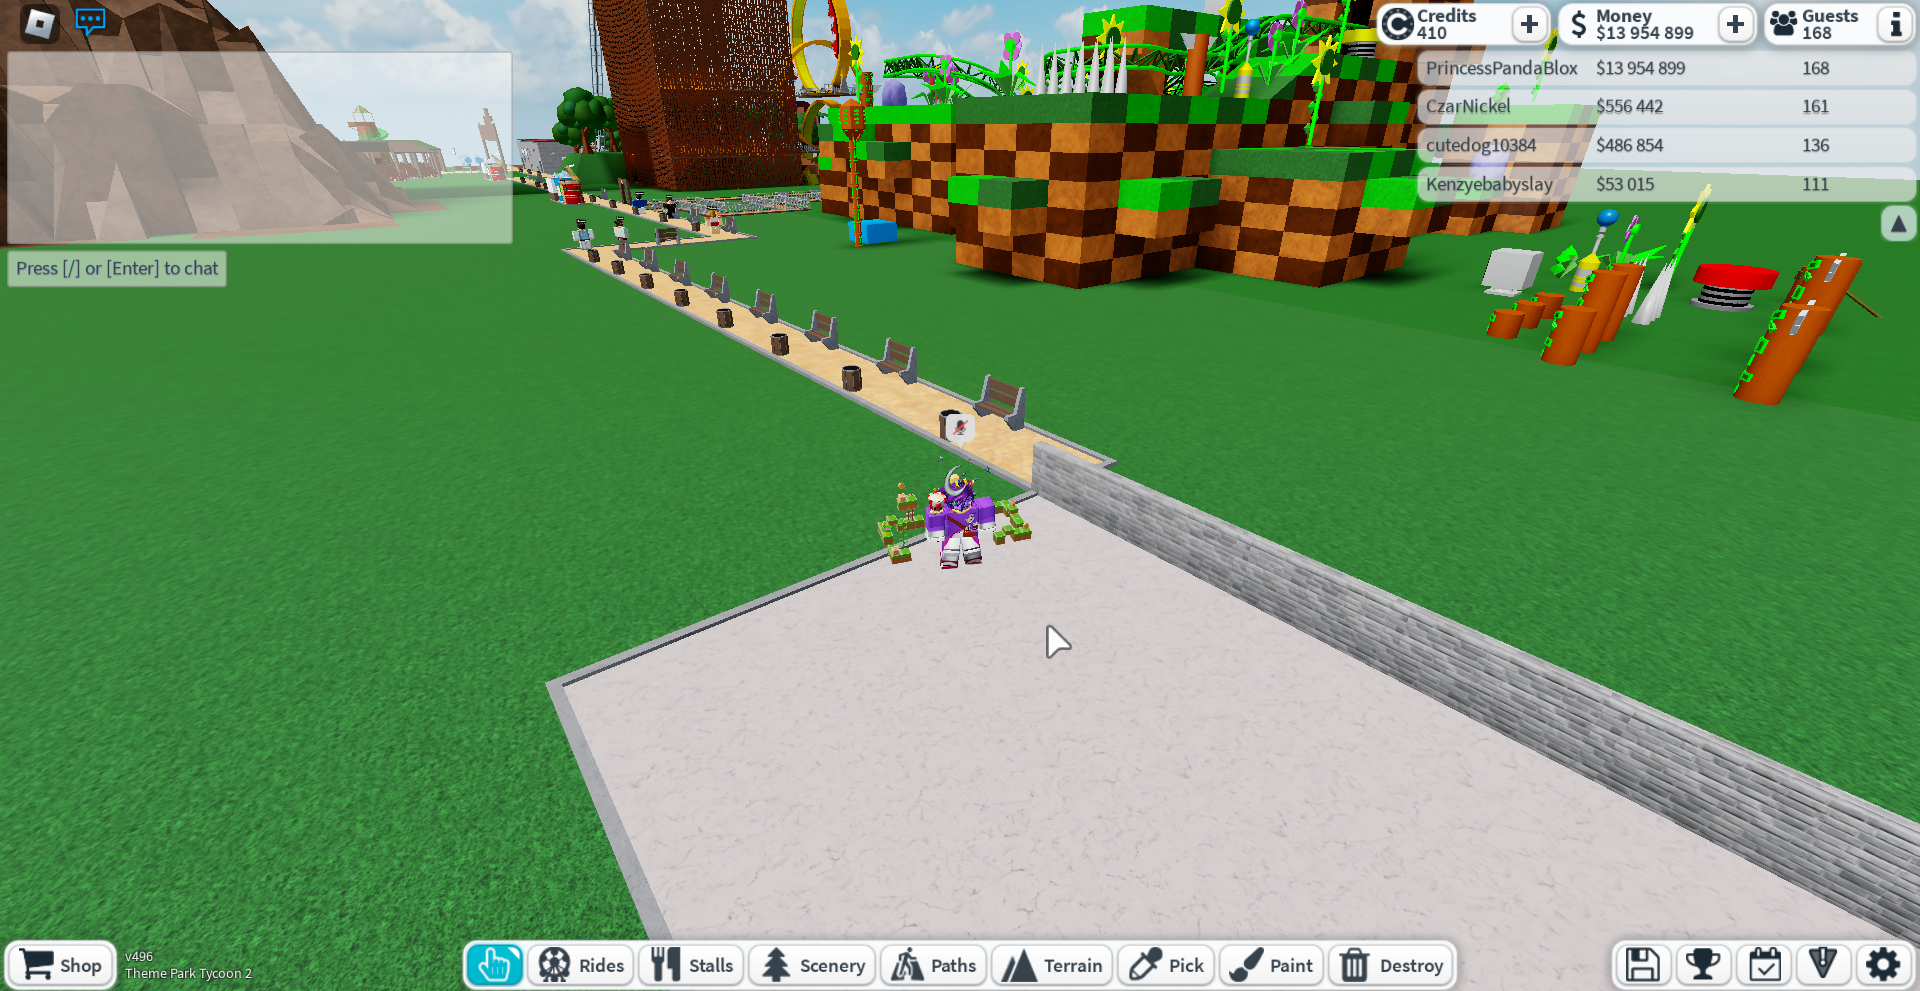 Credits
410
Money
$13 954 899
Guests
168
PrincessPandaBlox $13 954 899 168
CzarNickel $556 442 161
cutedog10384 $486 854 136
Kenzyebabyslay $53 015 111
Press [/] or [Enter] to chat
Shop
v496
Theme Park Tycoon 2
Rides
Stalls
Scenery
Paths
Terrain
Pick
Paint
Destroy